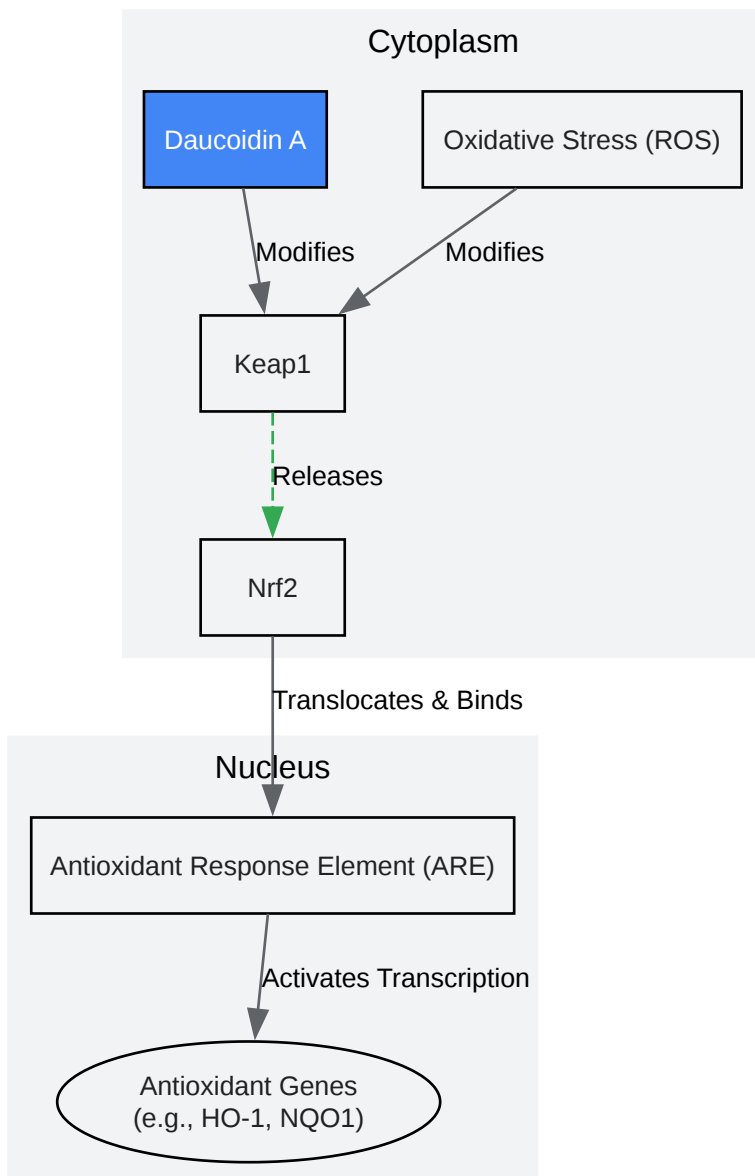 Cytoplasm
Daucoidin A
Oxidative Stress (ROS)
Modifies
Modifies
Keap1
Releases
Nrf2
Translocates & Binds
Nucleus
Antioxidant Response Element (ARE)
Activates Transcription
Antioxidant Genes
(e.g., HO-1, NQO1)